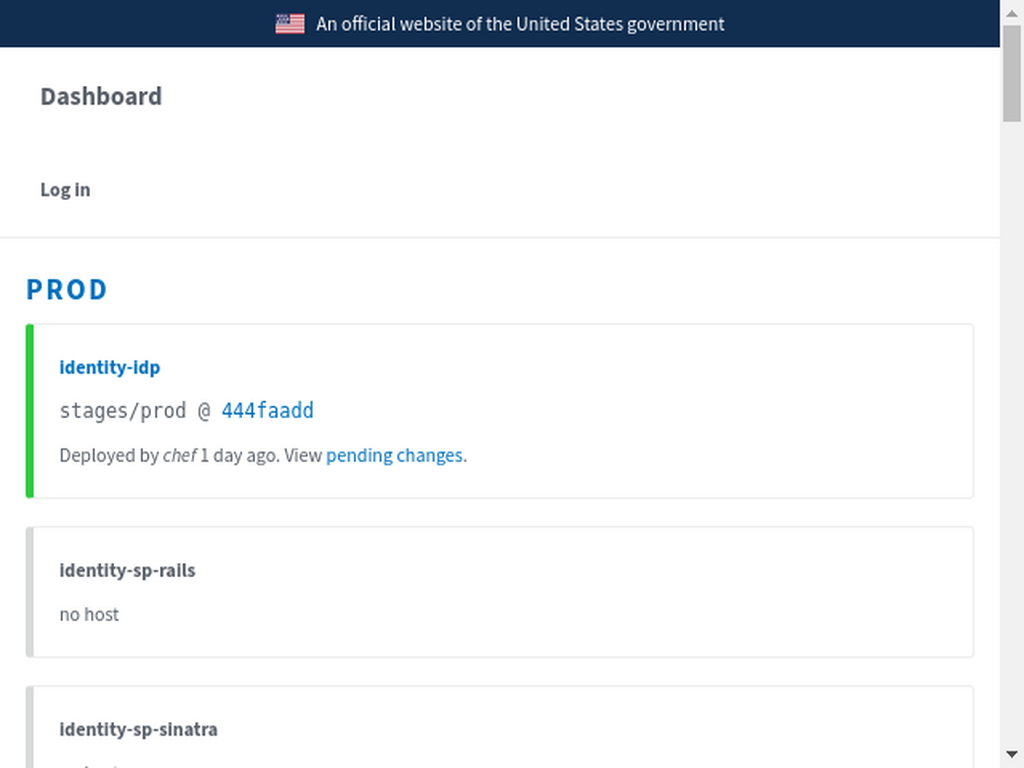 An official website of the United States government
Dashboard
Log in
PROD
identity-idp
stages/prod @ 444faadd
Deployed by chef 1 day ago. View pending changes.
identity-sp-rails
no host
identity-sp-sinatra